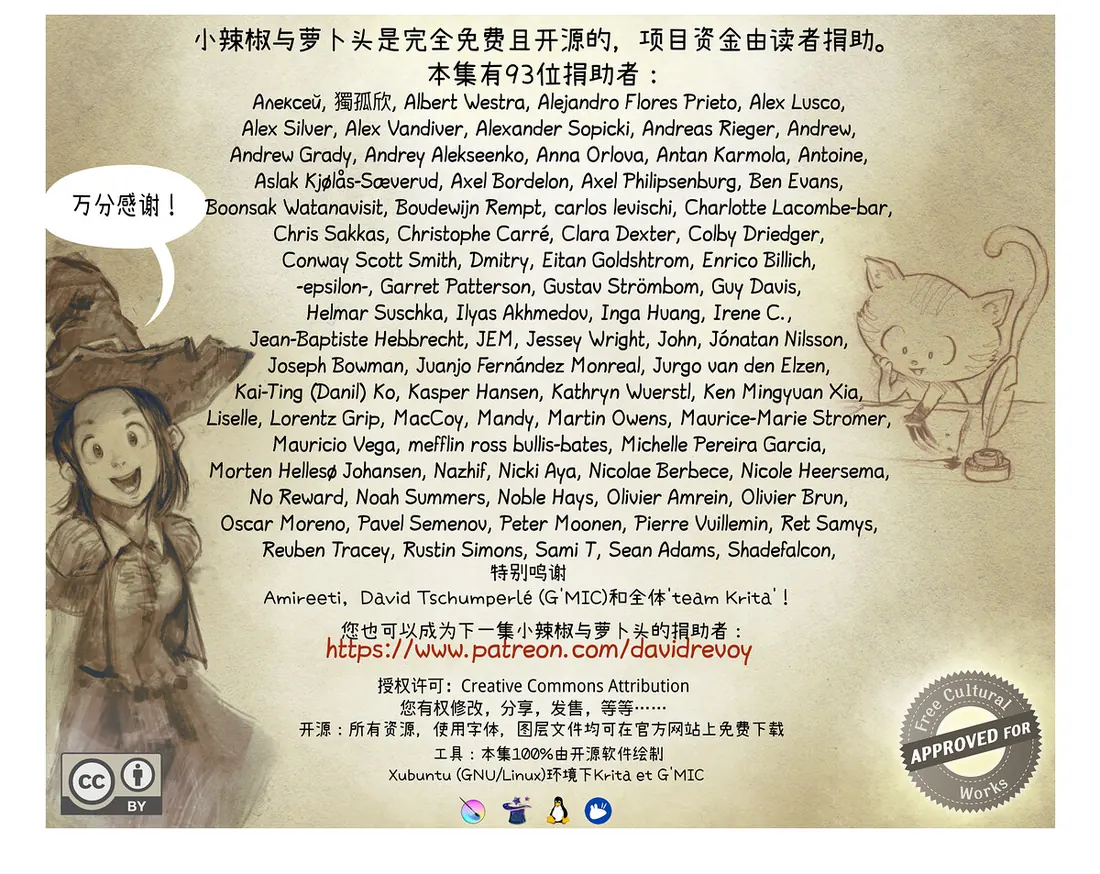 小辣椒与萝卜头是完全免费且开源的，项目资金由读者捐助。
本集有93位捐助者：
Алексей, 獨孤欣, Albert Westra, Alejandro Flores Prieto, Alex Lusco,
Alex Silver, Alex Vandiver, Alexander Sopicki, Andreas Rieger, Andrew,
Andrew Grady, Andrey Alekseenko, Anna Orlova, Antan Karmola, Antoine,
Aslak Kjølås-Sæverud, Axel Bordelon, Axel Philipsenburg, Ben Evans,
万分感谢！
Boonsak Watanavisit, Boudewijn Rempt, carlos levischi, Charlotte Lacombe-bar,
Chris Sakkas, Christophe Carré, Clara Dexter, Colby Driedger,
Conway Scott Smith, Dmitry, Eitan Goldshtrom, Enrico Billich,
-epsilon-, Garret Patterson, Gustav Strömbom, Guy Davis,
Helmar Suschka, Ilyas Akhmedov, Inga Huang, Irene C.,
Jean-Baptiste Hebbrecht, JEM, Jessey Wright, John, Jónatan Nilsson,
Joseph Bowman, Juanjo Fernández Monreal, Jurgo van den Elzen,
Kai-Ting (Danil) Ko, Kasper Hansen, Kathryn Wuerstl, Ken Mingyuan Xia,
Liselle, Lorentz Grip, MacCoy, Mandy, Martin Owens, Maurice-Marie Stromer,
Mauricio Vega, mefflin ross bullis-bates, Michelle Pereira Garcia,
Morten Hellesø Johansen, Nazhif, Nicki Aya, Nicolae Berbece, Nicole Heersema,
No Reward, Noah Summers, Noble Hays, Olivier Amrein, Olivier Brun,
Oscar Moreno, Pavel Semenov, Peter Moonen, Pierre Vuillemin, Ret Samys,
Reuben Tracey, Rustin Simons, Sami T, Sean Adams, Shadefalcon,
特别鸣谢
Amireeti，David Tschumperlé (G'MIC)和全体'team Krita'！
您也可以成为下一集小辣椒与萝卜头的捐助者：
https://www.patreon.com/davidrevoy
授权许可：Creative Commons Attribution
您有权修改，分享，发售，等等……
开源：所有资源，使用字体，图层文件均可在官方网站上免费下载
工具：本集100%由开源软件绘制
Xubuntu (GNU/Linux)环境下Krita et G'MIC
cc
BY
Free Cultural
APPROVED FOR
Works